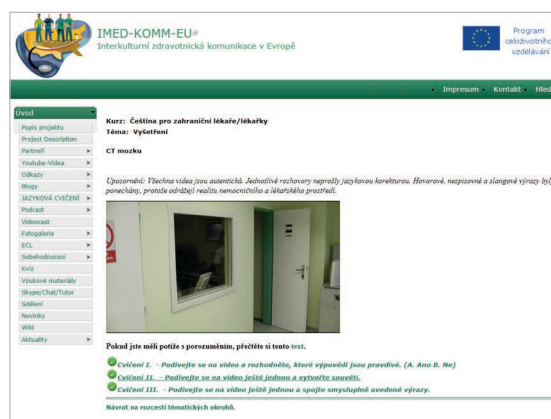 IMED-KOMM-EU
Interkulturní zdravotnická komunikace v Evropě
Program
celoživotního
vzdělávání
Impresum
Kontakt
Hled
Úvod
Popis projektu
Project Description
Partneři
Youtube-Videa
Odkazy
Blogy
JAZYKOVÁ CVIČENÍ
Podcast
Videocast
Fotogalerie
ECL
Sebehodnocení
Kvíz
Výukové materiály
Skype/Chat/Tutor
Sdělení
Novinky
Wiki
Aktuality
Kurz: Čeština pro zahraniční lékaře/lékařky
Téma: Vyšetření
CT mozku
Upozornění: Všechna videa jsou autentická. Jednotlivé rozhovory neprošly jazykovou korekturou. Hovorové, nespisovné a slangové výrazy byly
ponechány, protože odrážejí realitu nemocničního a lékařského prostředí.
Pokud jste měli potíže s porozuměním, přečtěte si tento text.
Cvičení I. - Podívejte se na video a rozhodněte, které výpovědi jsou pravdivé. (A. Ano B. Ne)
Cvičení II. - Podívejte se na video ještě jednou a vytvořte souvětí.
Cvičení III. - Podívejte se na video ještě jednou a spojte smysluplně uvedené výrazy.
Návrat na rozcestí tématických okruhů.